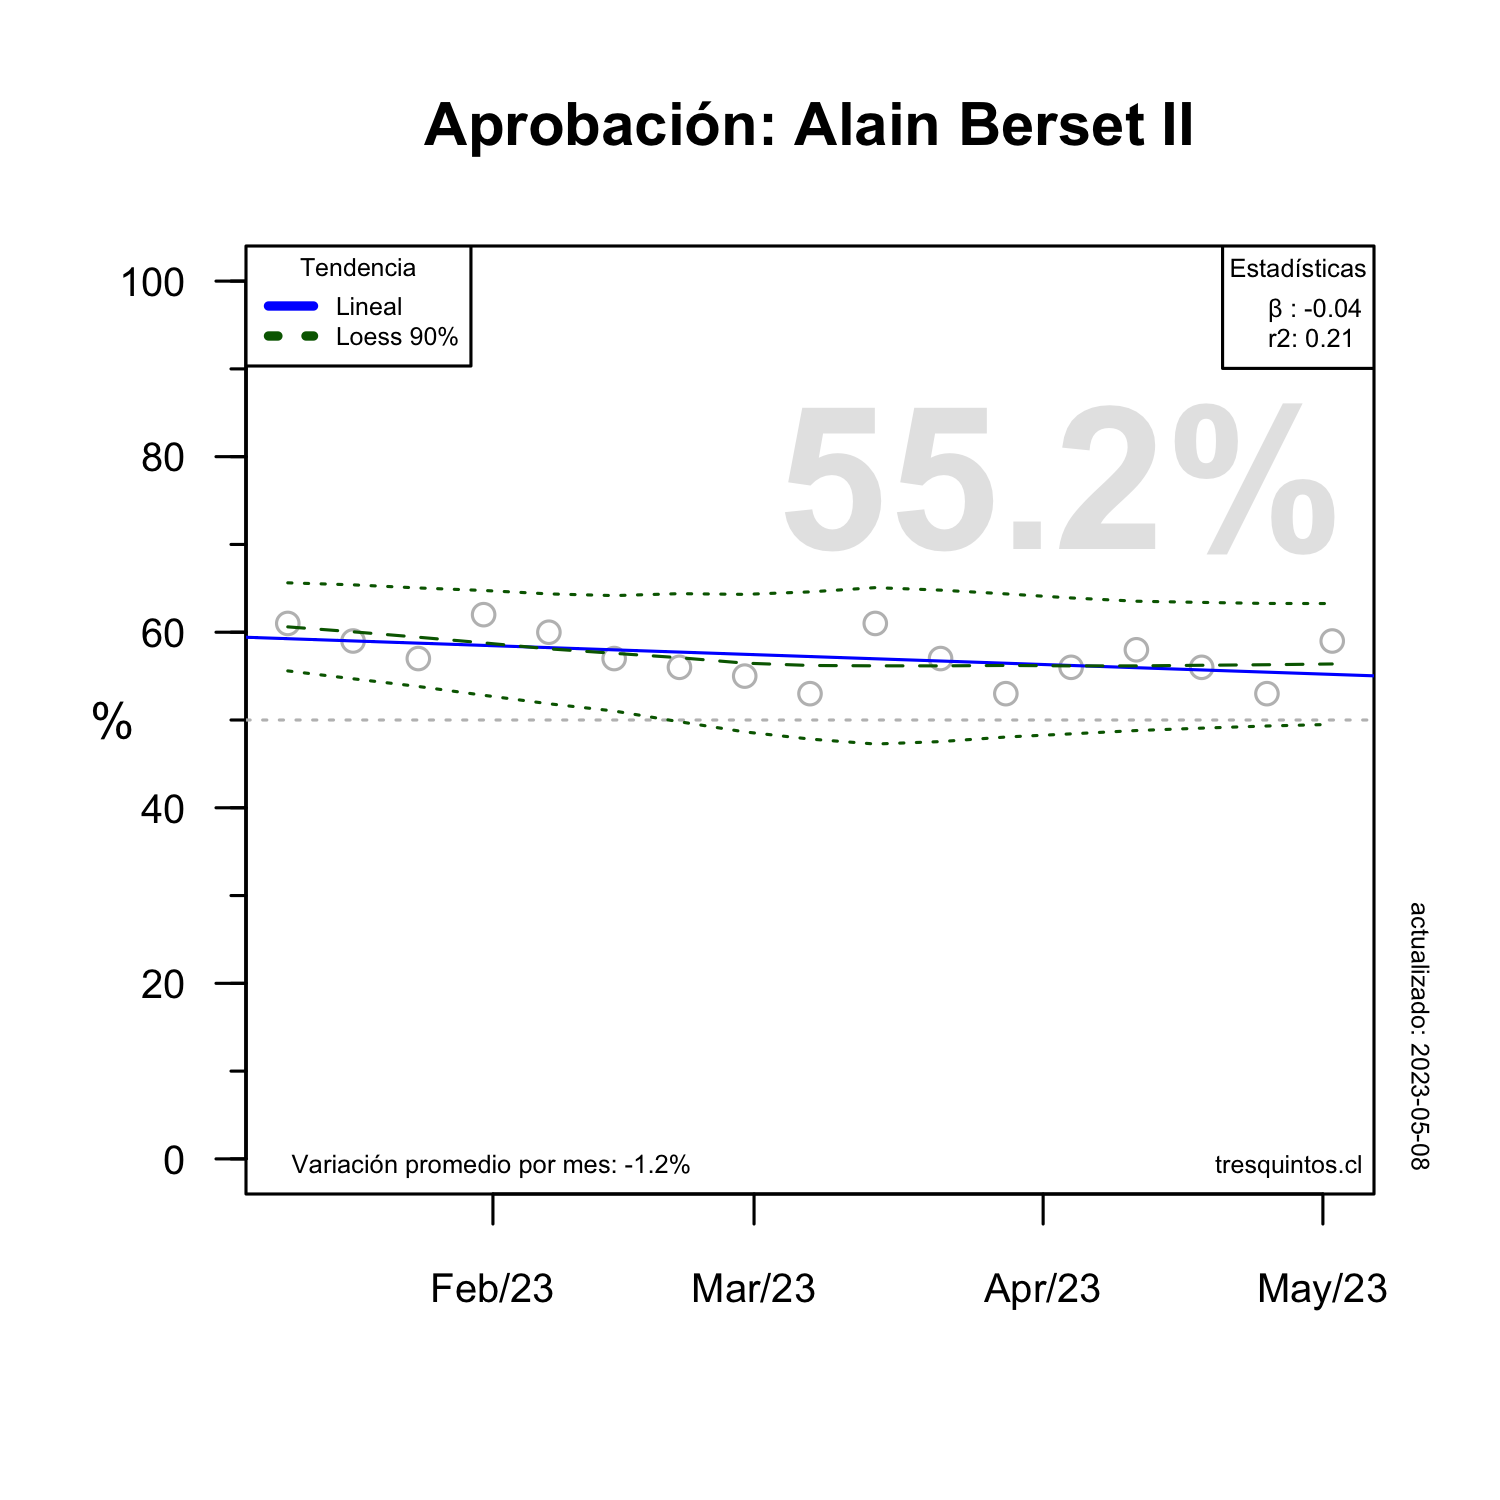 Aprobación: Alain Berset II
Tendencia
Lineal
Loess 90%
Estadísticas
β : -0.04
r2: 0.21
55.2%
100
80
60
40
20
0
%
Variación promedio por mes: -1.2%
tresquintos.cl
actualizado: 2023-05-08
Feb/23
Mar/23
Apr/23
May/23